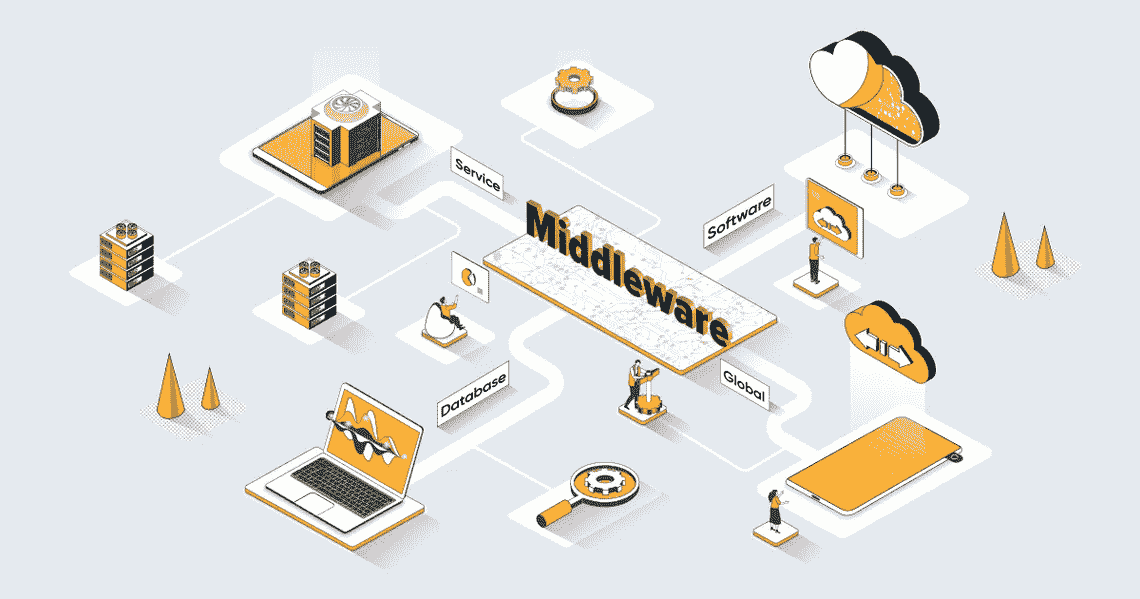 Service
Software
Middleware
Database
Global